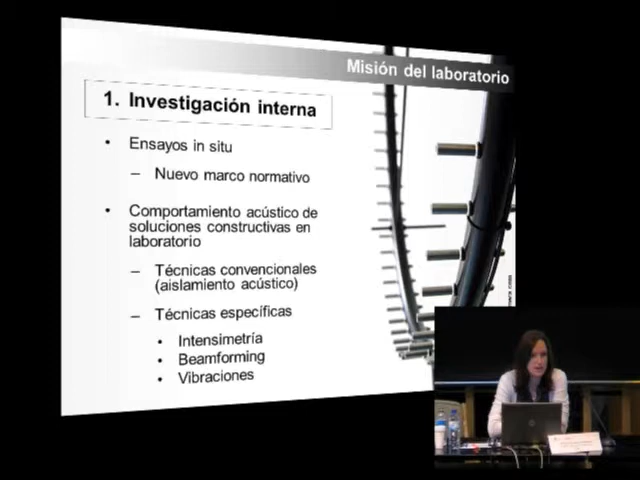 Misión del laboratorio
1. Investigación interna
• Ensayos in situ
– Nuevo marco normativo
• Comportamiento acústico de
soluciones constructivas en
laboratorio
– Técnicas convencionales
(aislamiento acústico)
– Técnicas específicas
• Intensimetría
• Beamforming
• Vibraciones